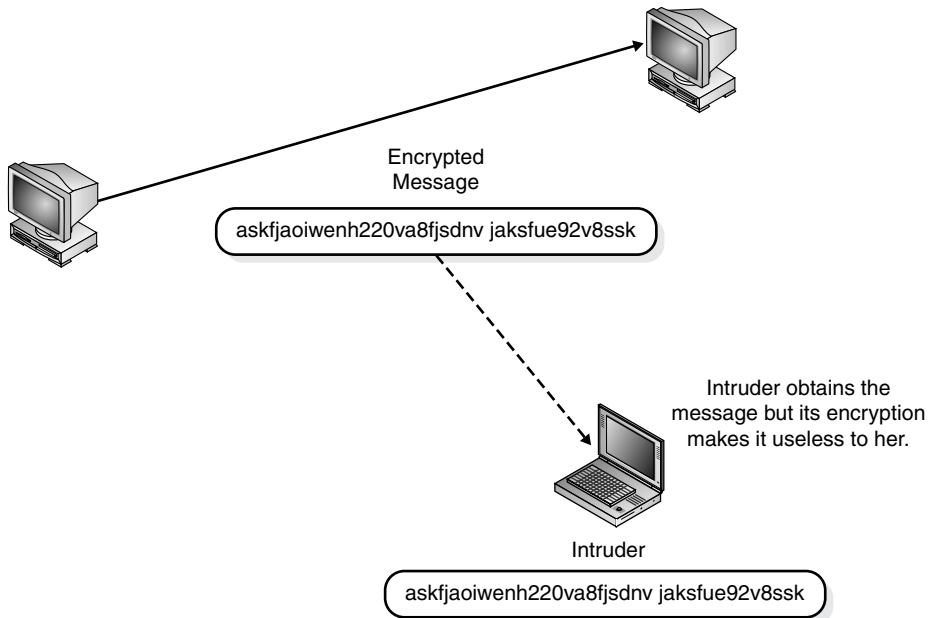 Encrypted
Message
askfjaoiwenh220va8fjsdnv jaksfue92v8ssk
Intruder obtains the
message but its encryption
makes it useless to her.
Intruder
askfjaoiwenh220va8fjsdnv jaksfue92v8ssk